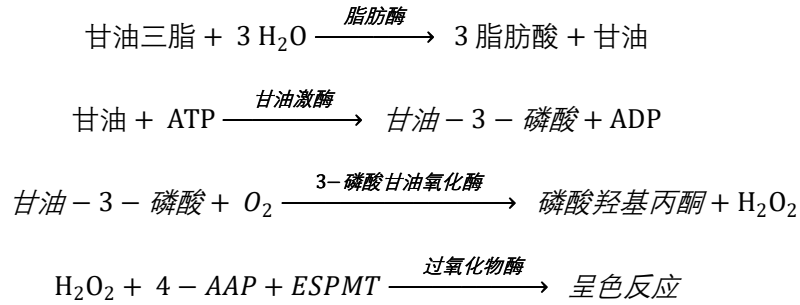 甘油三脂 + 3 H₂O —脂肪酶→ 3 脂肪酸 + 甘油
甘油 + ATP —甘油激酶→ 甘油 − 3 − 磷酸 + ADP
甘油 − 3 − 磷酸 + O₂ —3−磷酸甘油氧化酶→ 磷酸羟基丙酮 + H₂O₂
H₂O₂ + 4 − AAP + ESPMT —过氧化物酶→ 呈色反应